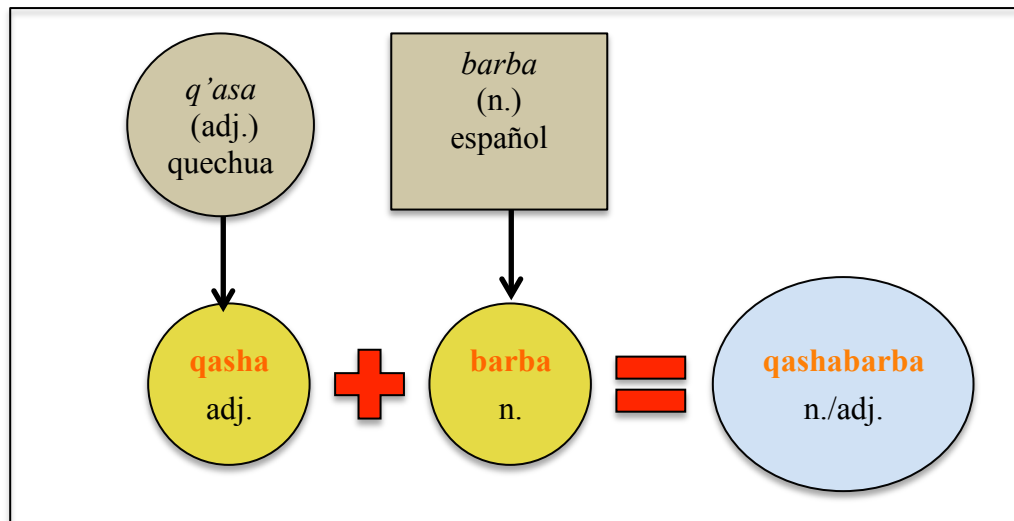 q’asa
(adj.)
quechua
barba
(n.)
español
qasha
adj.
barba
n.
qashabarba
n./adj.